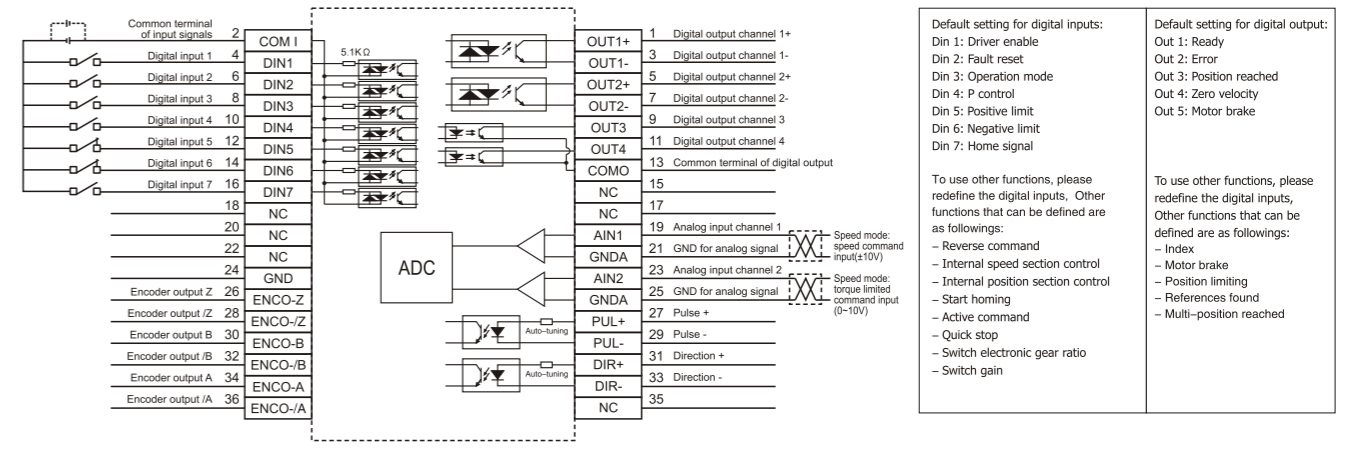 Common terminal
of input signals 2 COM I
Digital input 1 4 DIN1
Digital input 2 6 DIN2
Digital input 3 8 DIN3
Digital input 4 10 DIN4
Digital input 5 12 DIN5
Digital input 6 14 DIN6
Digital input 7 16 DIN7
18 NC
20 NC
22 NC
24 GND
Encoder output Z 26 ENCO-Z
Encoder output /Z 28 ENCO-/Z
Encoder output B 30 ENCO-B
Encoder output /B 32 ENCO-/B
Encoder output A 34 ENCO-A
Encoder output /A 36 ENCO-/A
5.1KΩ
ADC
Auto–tuning
Auto–tuning
OUT1+ 1 Digital output channel 1+
OUT1- 3 Digital output channel 1-
OUT2+ 5 Digital output channel 2+
OUT2- 7 Digital output channel 2-
OUT3 9 Digital output channel 3
OUT4 11 Digital output channel 4
COMO 13 Common terminal of digital output
NC 15
NC 17
AIN1 19 Analog input channel 1
GNDA 21 GND for analog signal
AIN2 23 Analog input channel 2
GNDA 25 GND for analog signal
PUL+ 27 Pulse +
PUL- 29 Pulse -
DIR+ 31 Direction +
DIR- 33 Direction -
NC 35
Speed mode:
speed command
input(±10V)
Speed mode:
torque limited
command input
(0~10V)
Default setting for digital inputs:
Din 1: Driver enable
Din 2: Fault reset
Din 3: Operation mode
Din 4: P control
Din 5: Positive limit
Din 6: Negative limit
Din 7: Home signal
To use other functions, please
redefine the digital inputs, Other
functions that can be defined are
as followings:
– Reverse command
– Internal speed section control
– Internal position section control
– Start homing
– Active command
– Quick stop
– Switch electronic gear ratio
– Switch gain
Default setting for digital output:
Out 1: Ready
Out 2: Error
Out 3: Position reached
Out 4: Zero velocity
Out 5: Motor brake
To use other functions, please
redefine the digital inputs,
Other functions that can be
defined are as followings:
– Index
– Motor brake
– Position limiting
– References found
– Multi–position reached